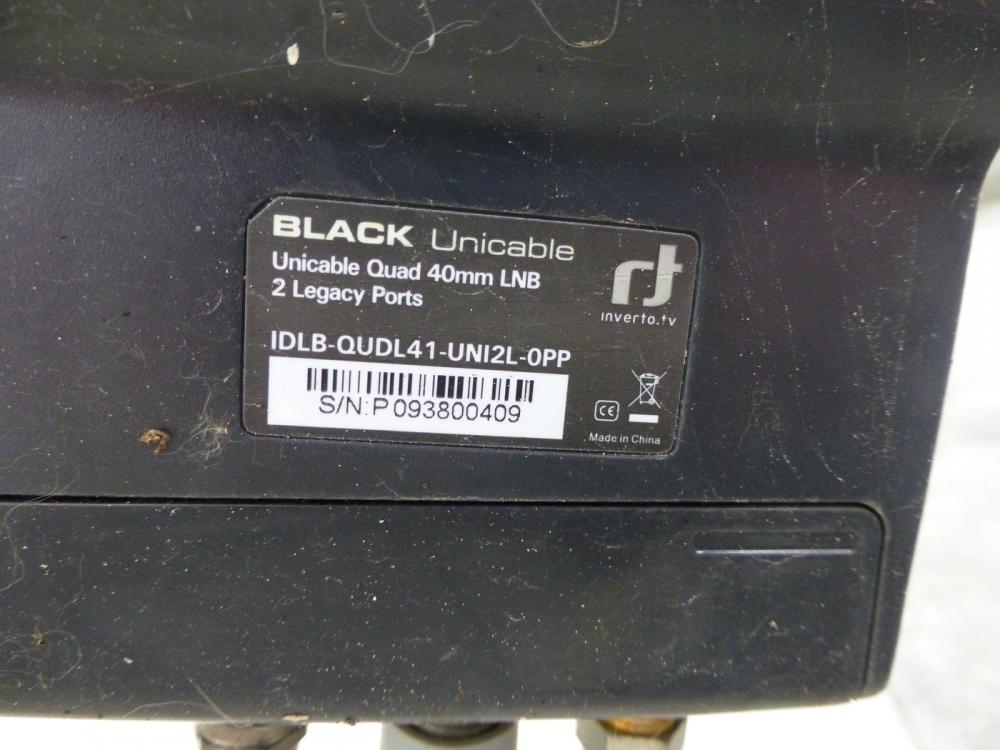 BLACK Unicable
Unicable Quad 40mm LNB
2 Legacy Ports
inverto.tv
IDLB-QUDL41-UNI2L-0PP
S/N:P093800409
CE
Made in China